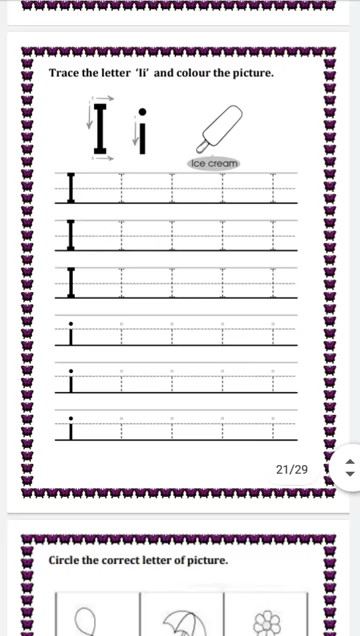 Trace the letter 'Ii' and colour the picture.
I i
Ice cream
I
I
I
i
i
i
21/29
Circle the correct letter of picture.